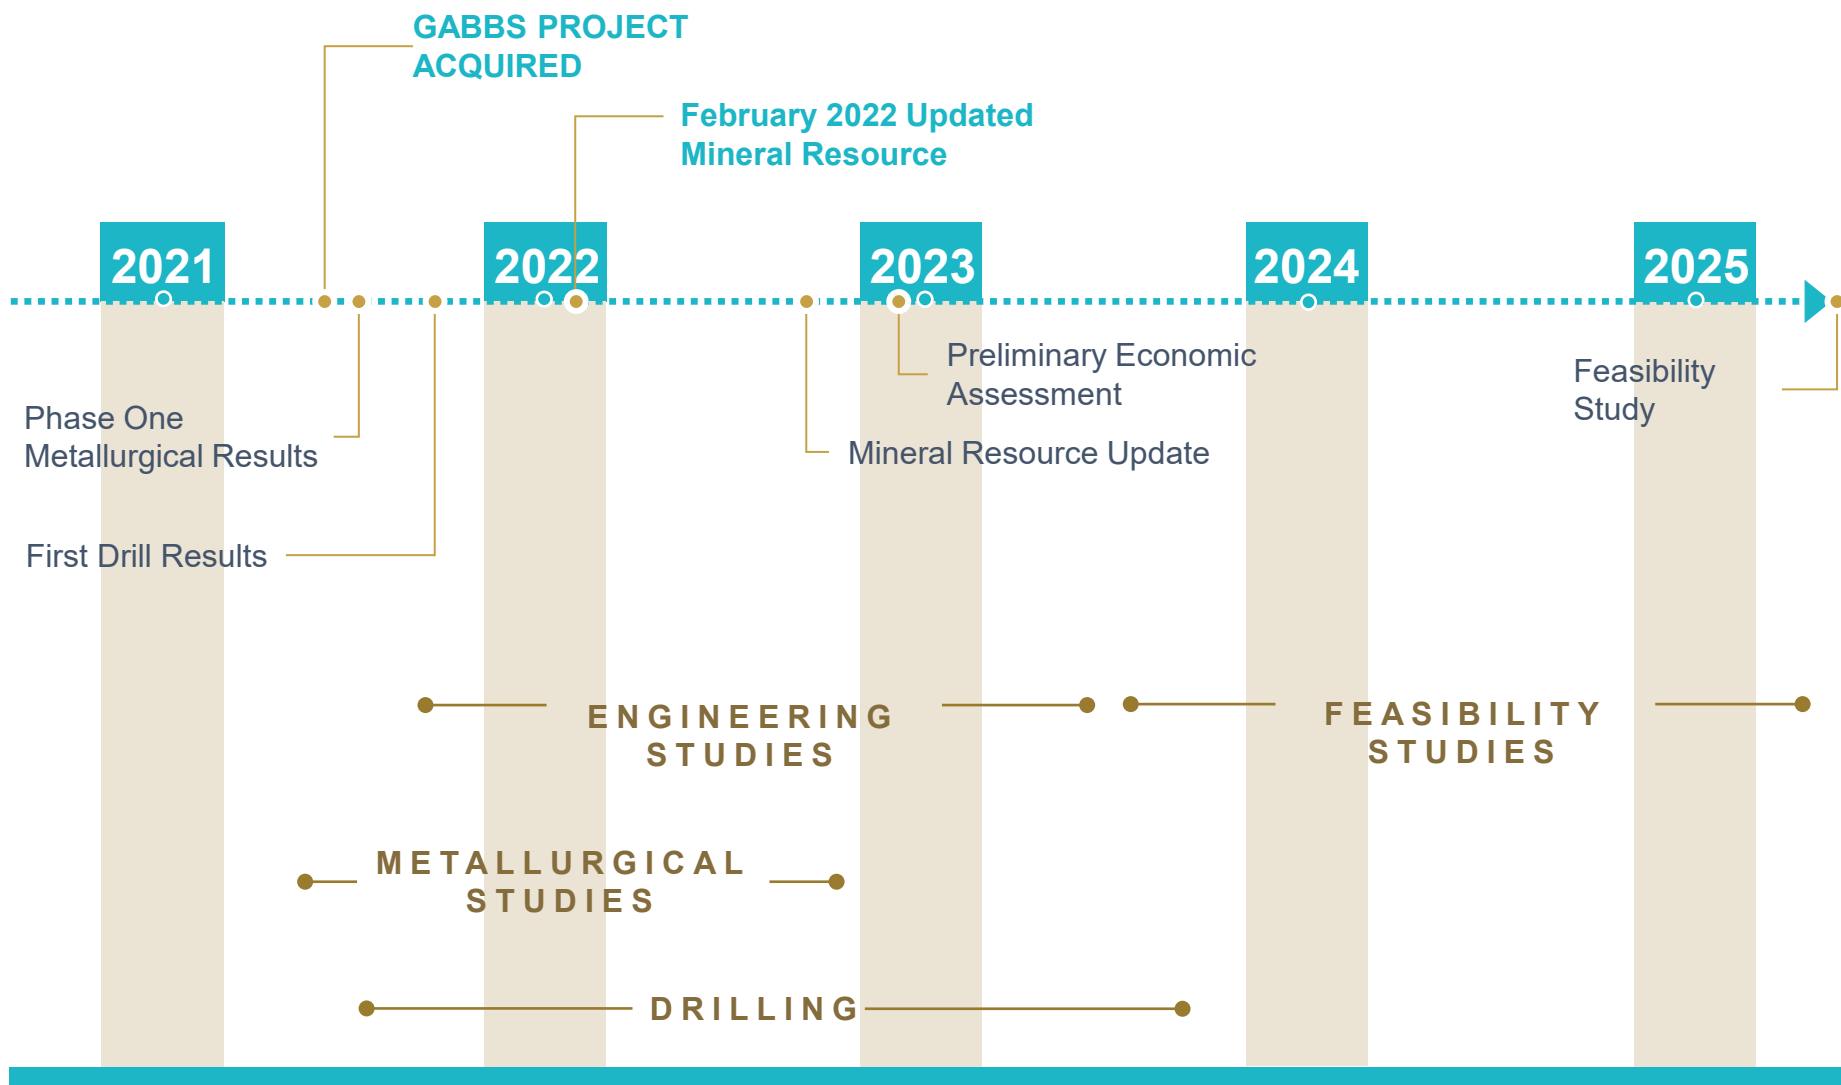 GABBS PROJECT
ACQUIRED
February 2022 Updated
Mineral Resource
2021
2022
2023
2024
2025
Preliminary Economic
Assessment
Feasibility
Study
Phase One
Metallurgical Results
Mineral Resource Update
First Drill Results
ENGINEERING
STUDIES
FEASIBILITY
STUDIES
METALLURGICAL
STUDIES
DRILLING